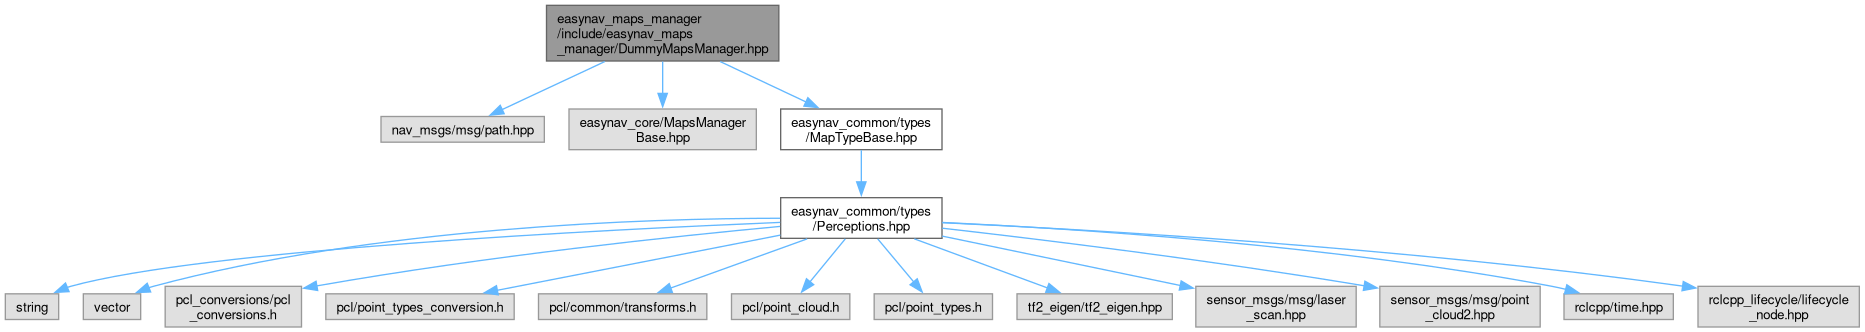 easynav_maps_manager
/include/easynav_maps
_manager/DummyMapsManager.hpp
nav_msgs/msg/path.hpp
easynav_core/MapsManager
Base.hpp
easynav_common/types
/MapTypeBase.hpp
easynav_common/types
/Perceptions.hpp
string
vector
pcl_conversions/pcl
_conversions.h
pcl/point_types_conversion.h
pcl/common/transforms.h
pcl/point_cloud.h
pcl/point_types.h
tf2_eigen/tf2_eigen.hpp
sensor_msgs/msg/laser
_scan.hpp
sensor_msgs/msg/point
_cloud2.hpp
rclcpp/time.hpp
rclcpp_lifecycle/lifecycle
_node.hpp